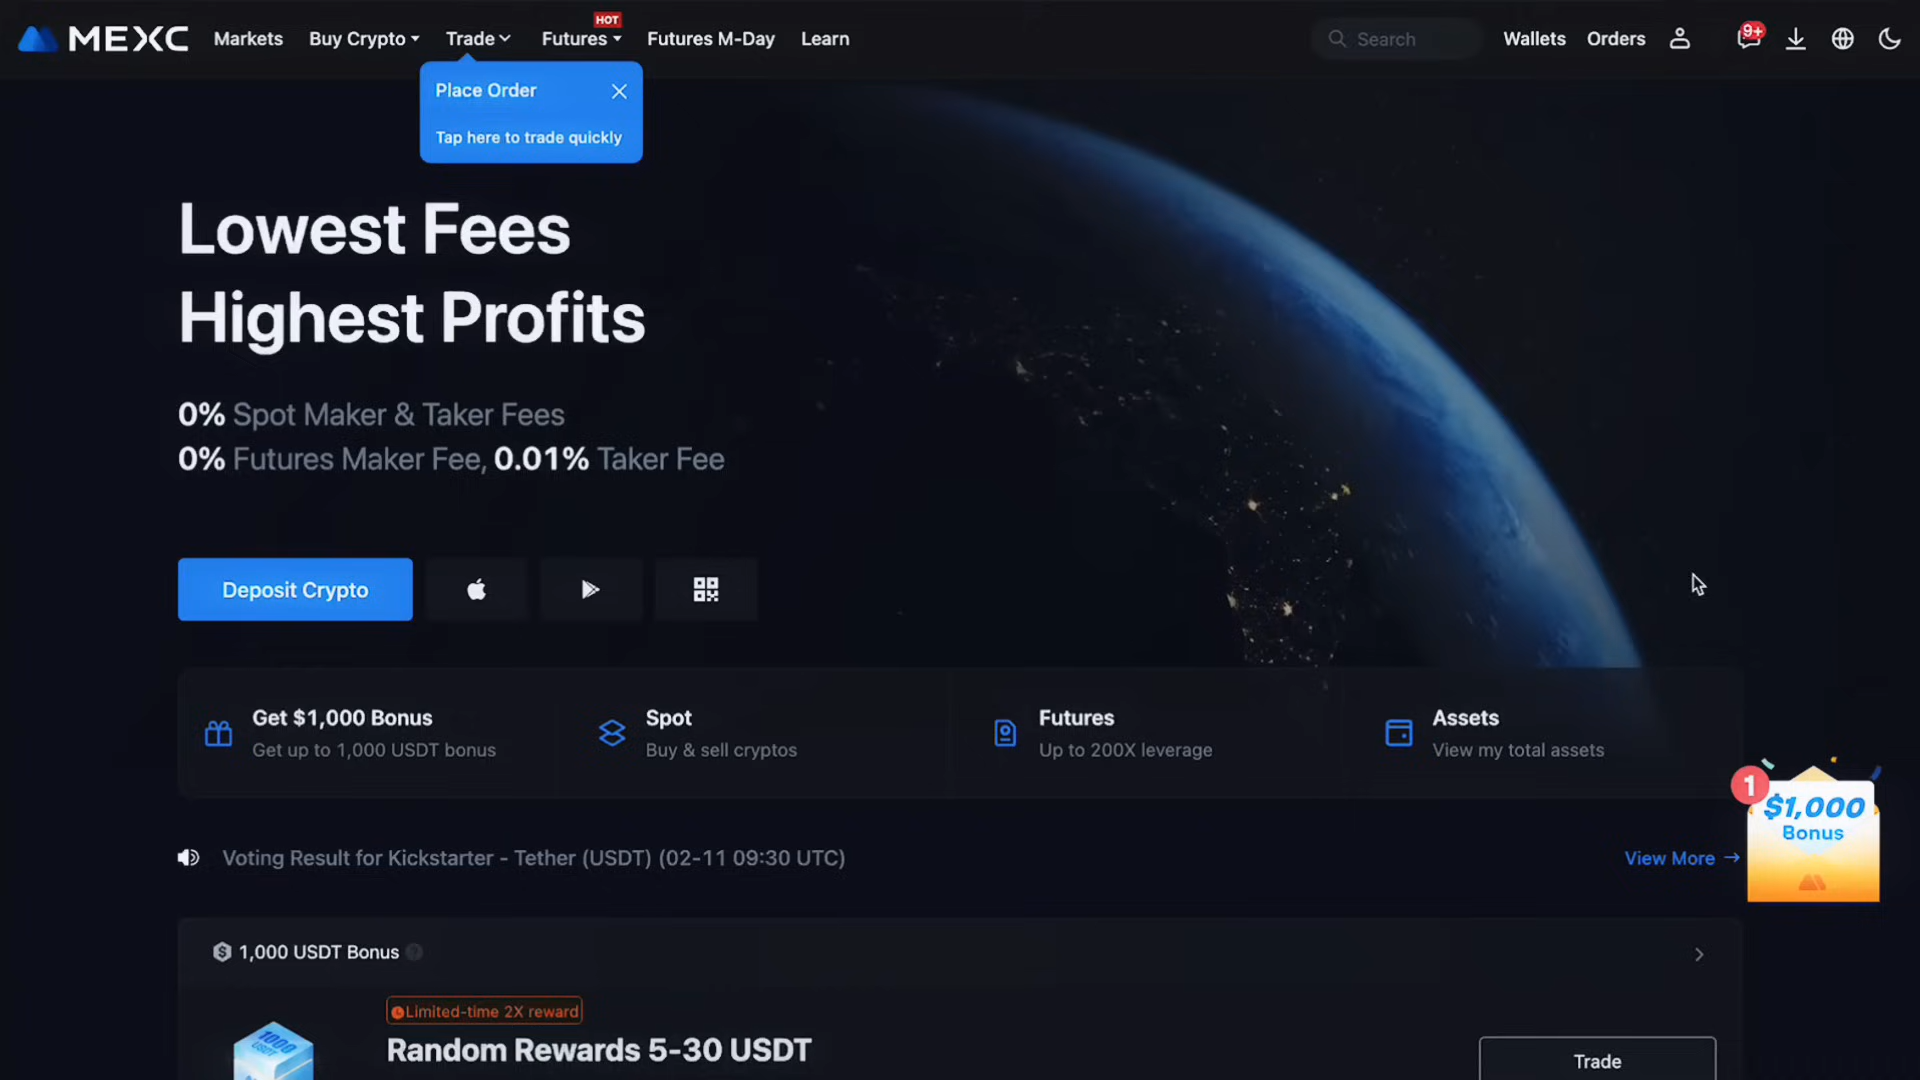 MEXC Markets Buy Crypto Trade Futures HOT Futures M-Day Learn Search Wallets Orders 9+
Place Order
Tap here to trade quickly
Lowest Fees
Highest Profits
0% Spot Maker & Taker Fees
0% Futures Maker Fee, 0.01% Taker Fee
Deposit Crypto
Get $1,000 Bonus
Get up to 1,000 USDT bonus
Spot
Buy & sell cryptos
Futures
Up to 200X leverage
Assets
View my total assets
1
$1,000
Bonus
Voting Result for Kickstarter - Tether (USDT) (02-11 09:30 UTC)
View More →
1,000 USDT Bonus
Limited-time 2X reward
1000
USDT
Random Rewards 5-30 USDT
Trade